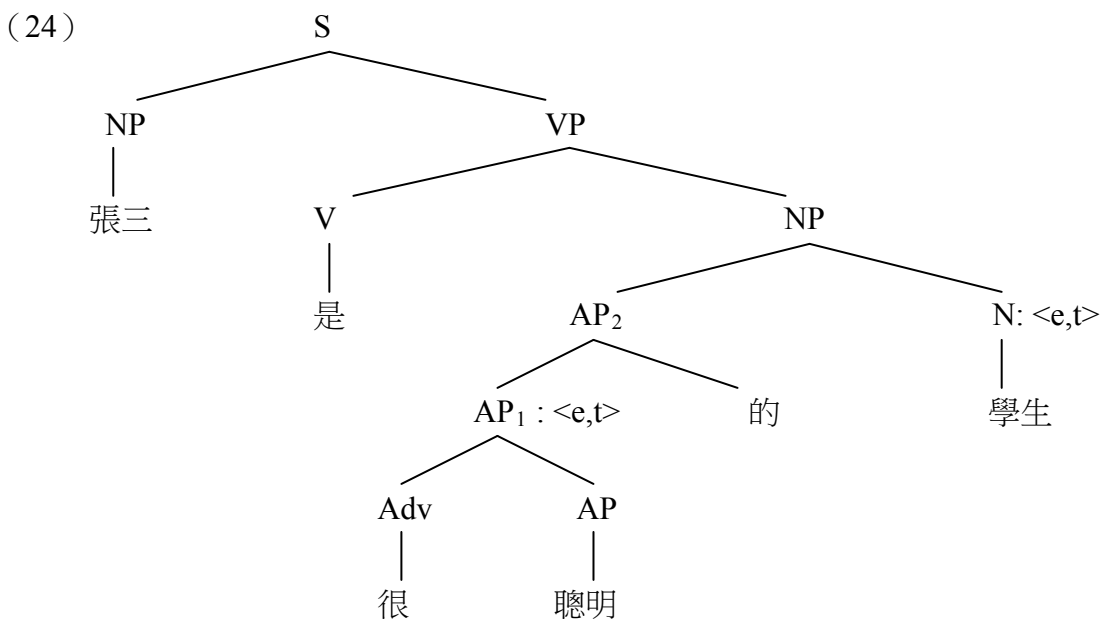 （24） S
NP VP
張三 V NP
是 AP₂ N: <e,t>
AP₁ : <e,t> 的 學生
Adv AP
很 聰明